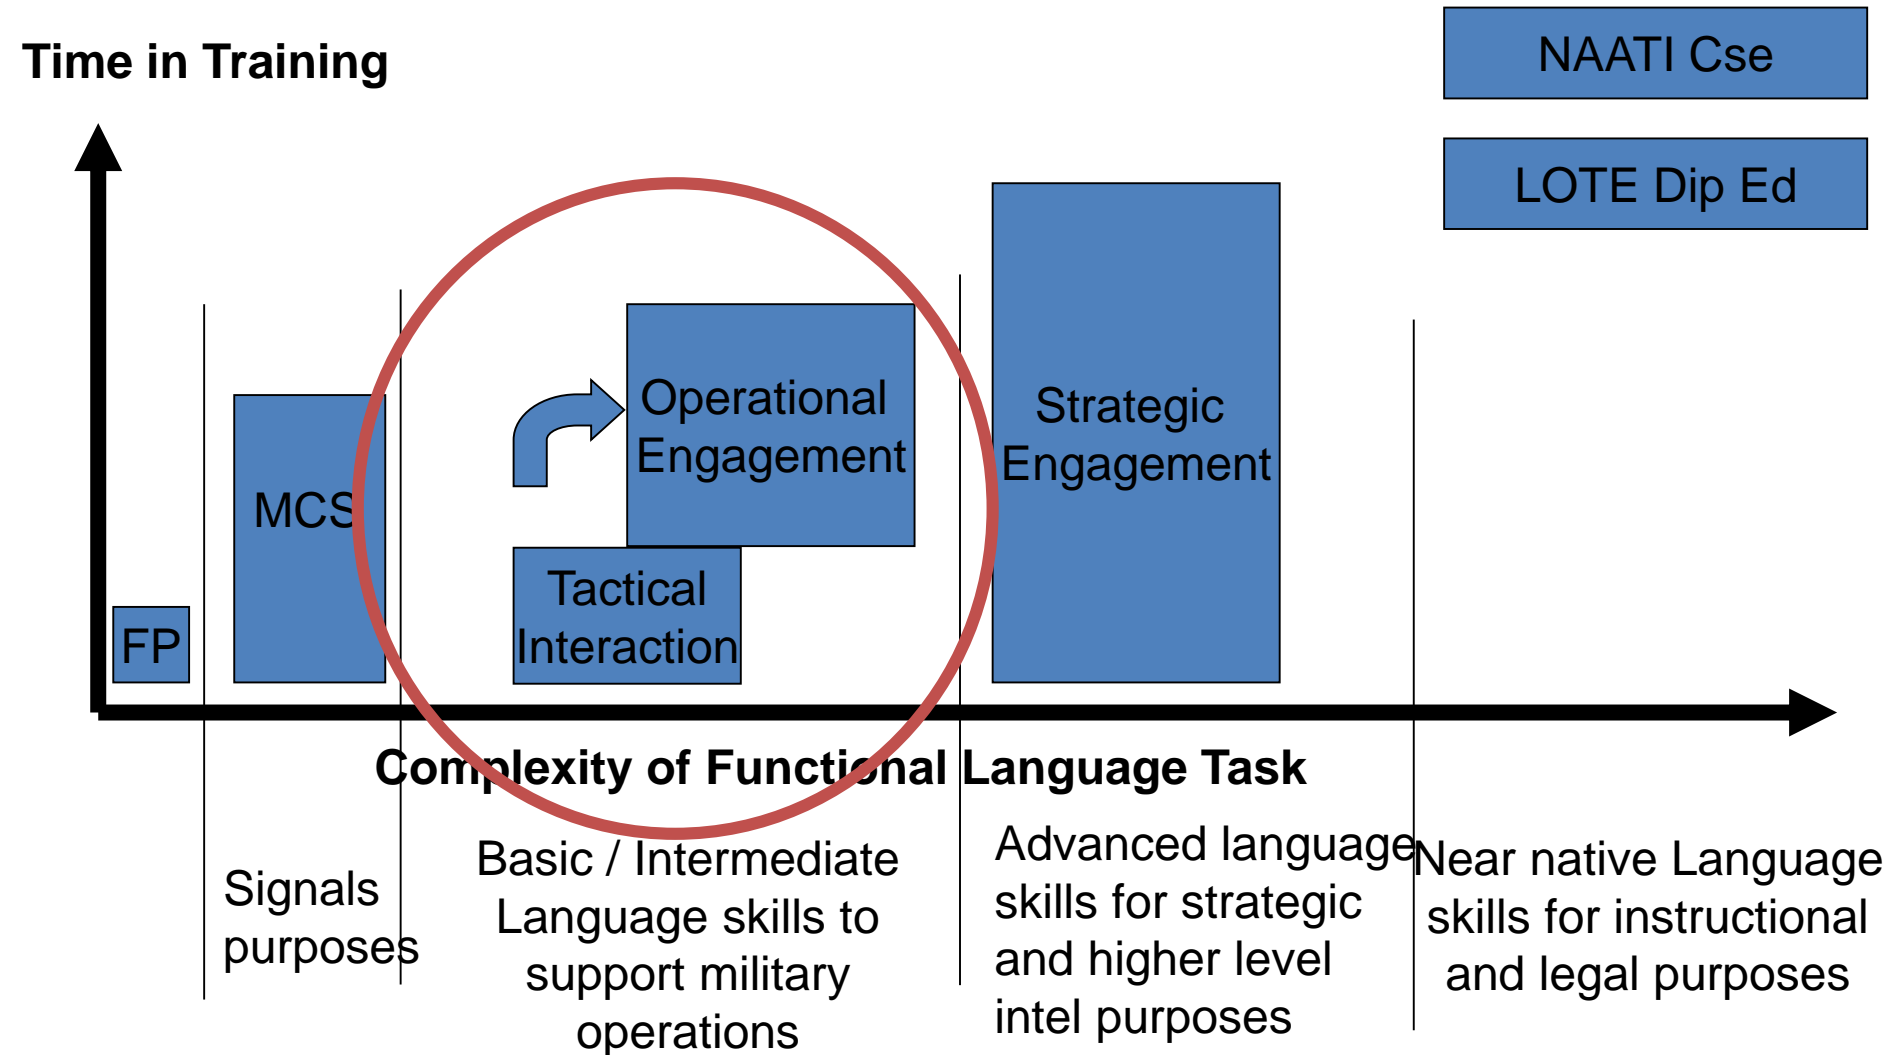 Time in Training
NAATI Cse
LOTE Dip Ed
Operational
Engagement
Strategic
Engagement
MCS
Tactical
Interaction
FP
Complexity of Functional Language Task
Signals
purposes
Basic / Intermediate
Language skills to
support military
operations
Advanced language
skills for strategic
and higher level
intel purposes
Near native Language
skills for instructional
and legal purposes